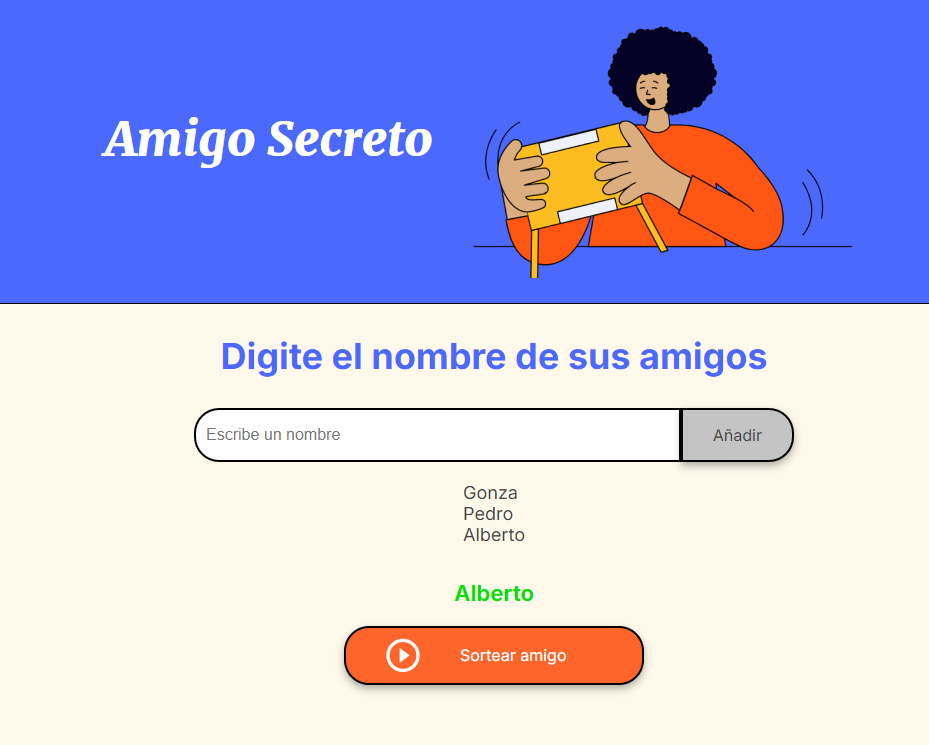 Amigo Secreto
Digite el nombre de sus amigos
Escribe un nombre
Añadir
Gonza
Pedro
Alberto
Alberto
Sortear amigo